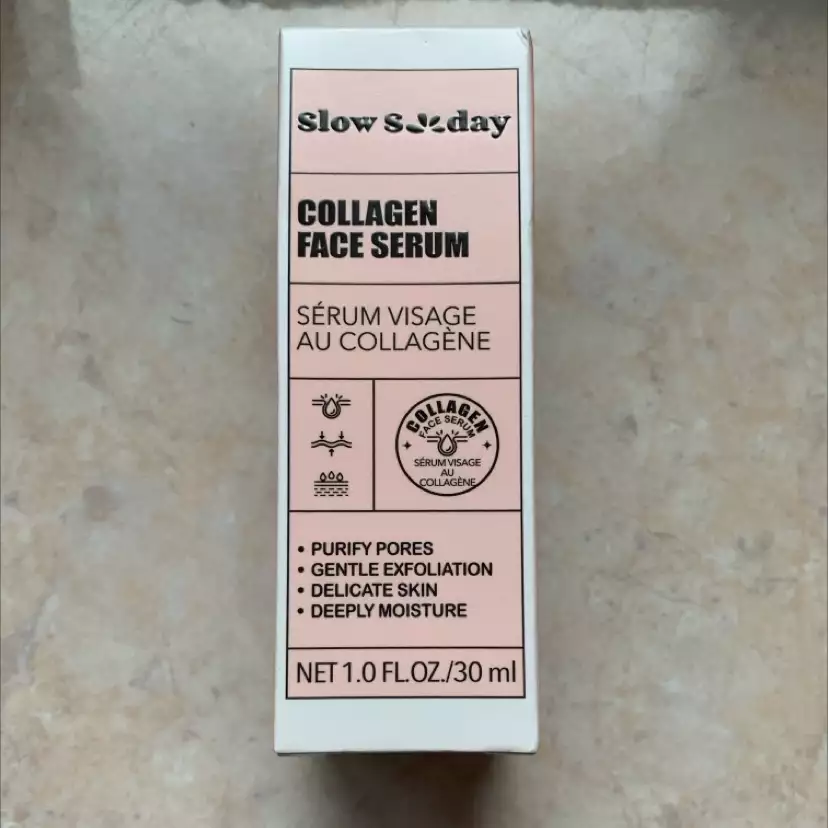 Slow Sunday
COLLAGEN
FACE SERUM
SÉRUM VISAGE
AU COLLAGÈNE
COLLAGEN
FACE SERUM
SÉRUM VISAGE
AU
COLLAGÈNE
• PURIFY PORES
• GENTLE EXFOLIATION
• DELICATE SKIN
• DEEPLY MOISTURE
NET 1.0 FL.OZ./30 ml